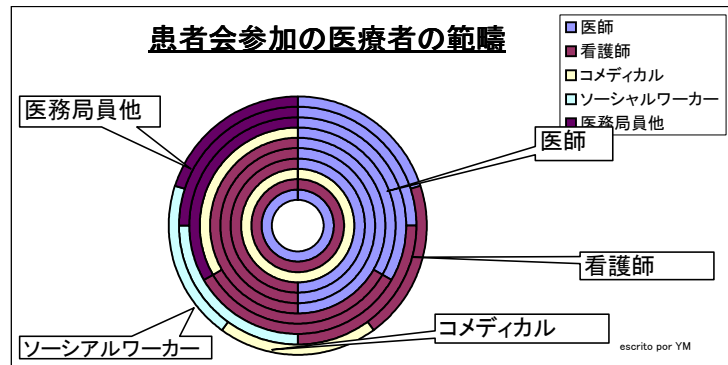 患者会参加の医療者の範疇
医師
看護師
コメディカル
ソーシャルワーカー
医務局員他
医務局員他
医師
看護師
コメディカル
ソーシアルワーカー
escrito por YM